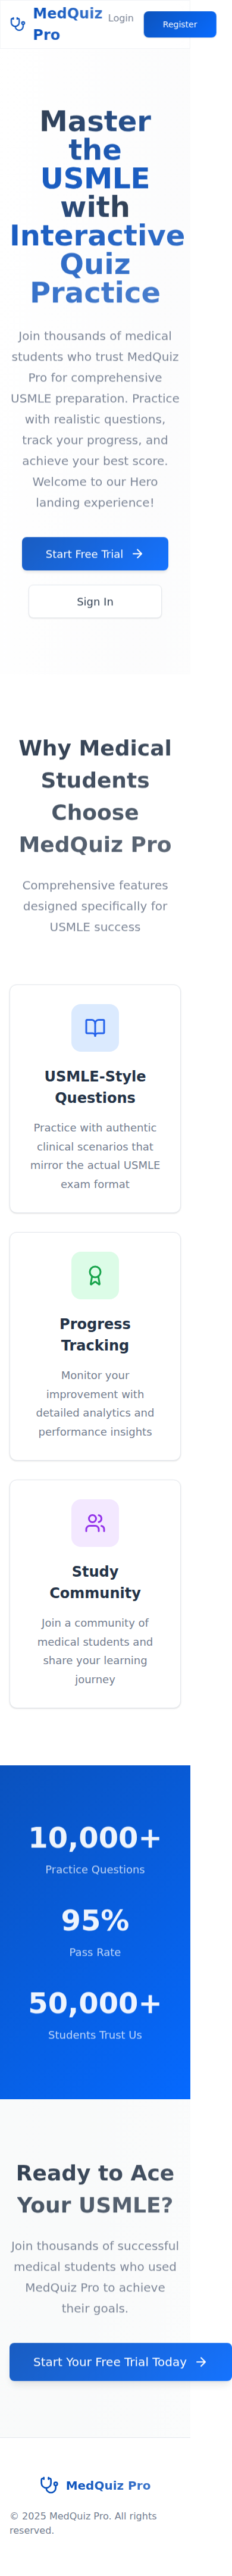 MedQuiz
Pro
Login
Register
Master
the
USMLE
with
Interactive
Quiz
Practice
Join thousands of medical
students who trust MedQuiz
Pro for comprehensive
USMLE preparation. Practice
with realistic questions,
track your progress, and
achieve your best score.
Welcome to our Hero
landing experience!
Start Free Trial
Sign In
Why Medical
Students
Choose
MedQuiz Pro
Comprehensive features
designed specifically for
USMLE success
USMLE-Style
Questions
Practice with authentic
clinical scenarios that
mirror the actual USMLE
exam format
Progress
Tracking
Monitor your
improvement with
detailed analytics and
performance insights
Study
Community
Join a community of
medical students and
share your learning
journey
10,000+
Practice Questions
95%
Pass Rate
50,000+
Students Trust Us
Ready to Ace
Your USMLE?
Join thousands of successful
medical students who used
MedQuiz Pro to achieve
their goals.
Start Your Free Trial Today
MedQuiz Pro
© 2025 MedQuiz Pro. All rights
reserved.